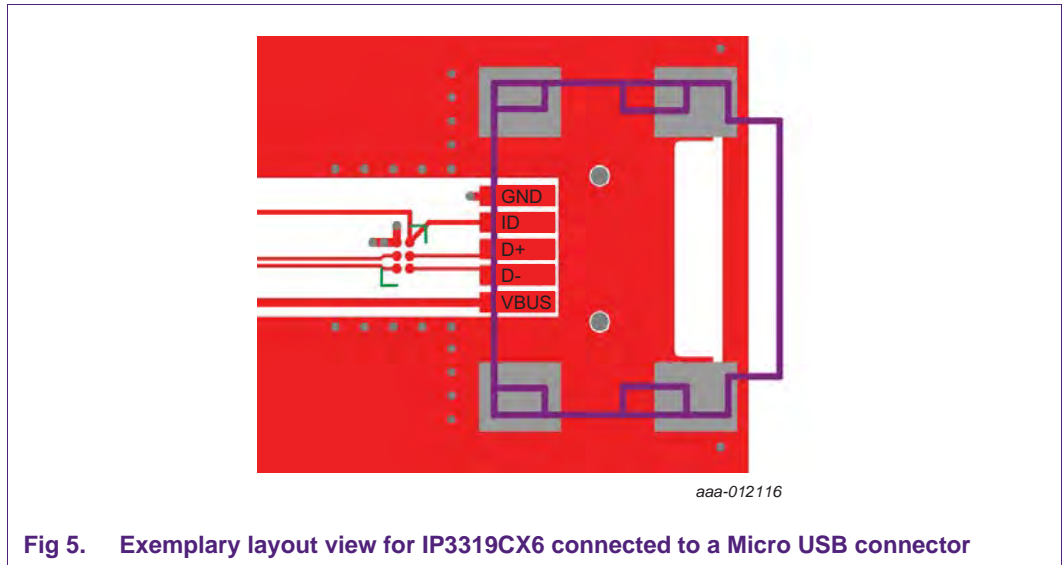 GND
ID
D+
D-
VBUS
aaa-012116
Fig 5. Exemplary layout view for IP3319CX6 connected to a Micro USB connector